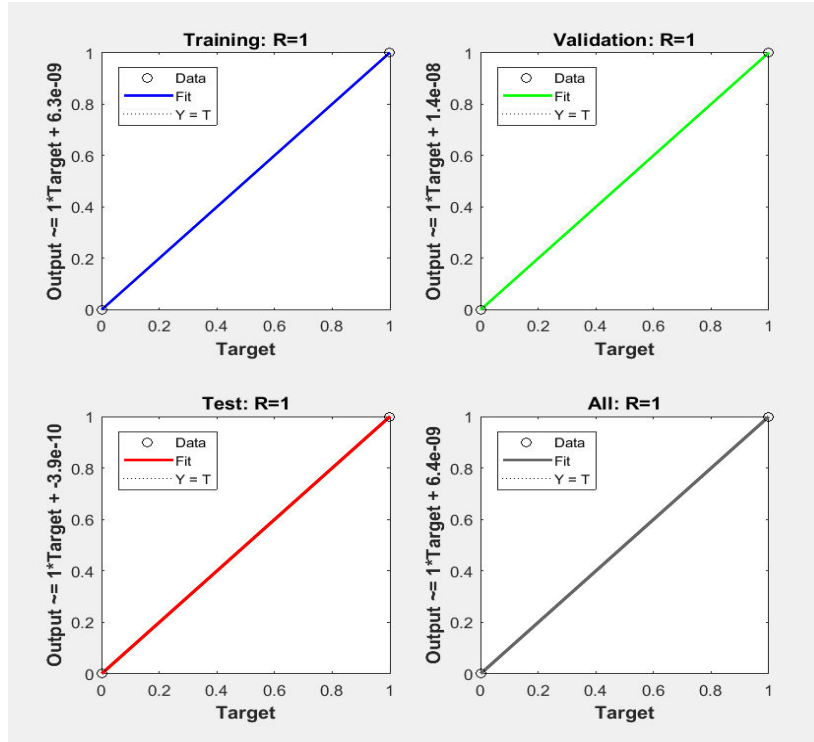 Training: R=1
Output ~= 1*Target + 6.3e-09
1
0.8
0.6
0.4
0.2
0
Data
Fit
Y = T
0 0.2 0.4 0.6 0.8 1
Target
Validation: R=1
Output ~= 1*Target + 1.4e-08
1
0.8
0.6
0.4
0.2
0
Data
Fit
Y = T
0 0.2 0.4 0.6 0.8 1
Target
Test: R=1
Output ~= 1*Target + -3.9e-10
1
0.8
0.6
0.4
0.2
0
Data
Fit
Y = T
0 0.2 0.4 0.6 0.8 1
Target
All: R=1
Output ~= 1*Target + 6.4e-09
1
0.8
0.6
0.4
0.2
0
Data
Fit
Y = T
0 0.2 0.4 0.6 0.8 1
Target